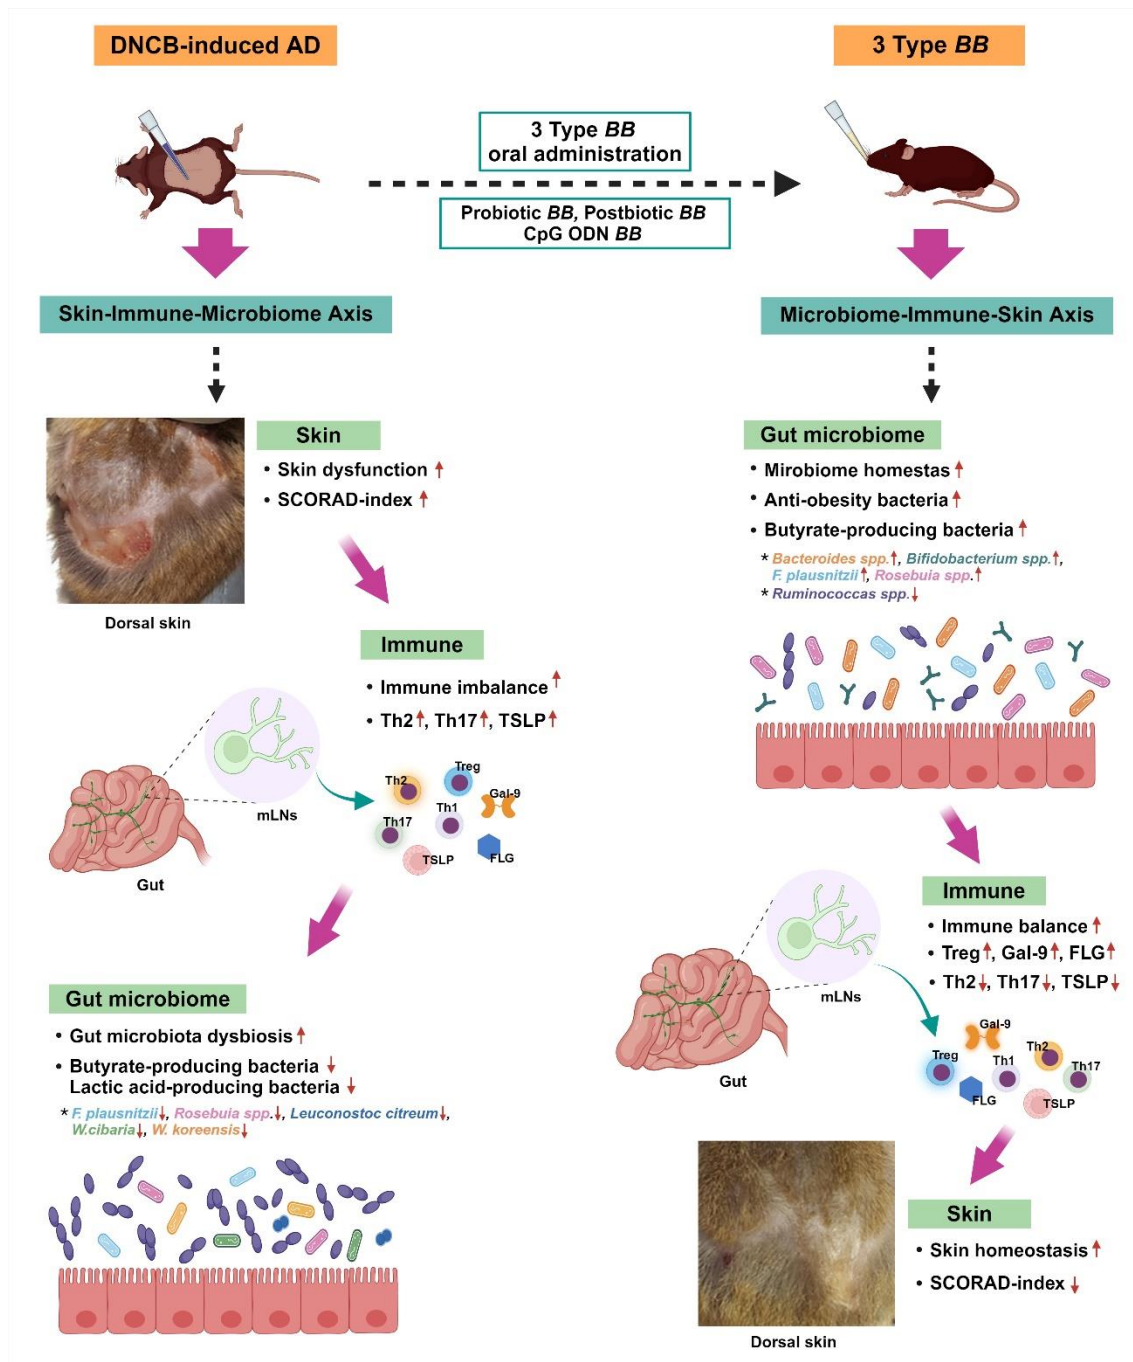 DNCB-induced AD
3 Type BB
3 Type BB
oral administration
Probiotic BB, Postbiotic BB
CpG ODN BB
Skin-Immune-Microbiome Axis
Skin
• Skin dysfunction ↑
• SCORAD-index ↑
Dorsal skin
Immune
• Immune imbalance ↑
• Th2↑, Th17↑, TSLP↑
mLNs
Gut
Th2
Treg
Gal-9
Th17
Th1
TSLP
FLG
Gut microbiome
• Gut microbiota dysbiosis ↑
• Butyrate-producing bacteria ↓
Lactic acid-producing bacteria ↓
* F. plausnitzii↓, Rosebuia spp.↓, Leuconostoc citreum↓,
W.cibaria↓, W. koreensis↓
Microbiome-Immune-Skin Axis
Gut microbiome
• Mirobiome homestas ↑
• Anti-obesity bacteria ↑
• Butyrate-producing bacteria ↑
* Bacteroides spp.↑, Bifidobacterium spp.↑,
F. plausnitzii↑, Rosebuia spp.↑
* Ruminococcas spp.↓
Immune
• Immune balance ↑
• Treg↑, Gal-9↑, FLG↑
• Th2↓, Th17↓, TSLP↓
mLNs
Gut
Gal-9
Treg
Th1
Th2
Th17
FLG
TSLP
Skin
• Skin homeostasis ↑
• SCORAD-index ↓
Dorsal skin